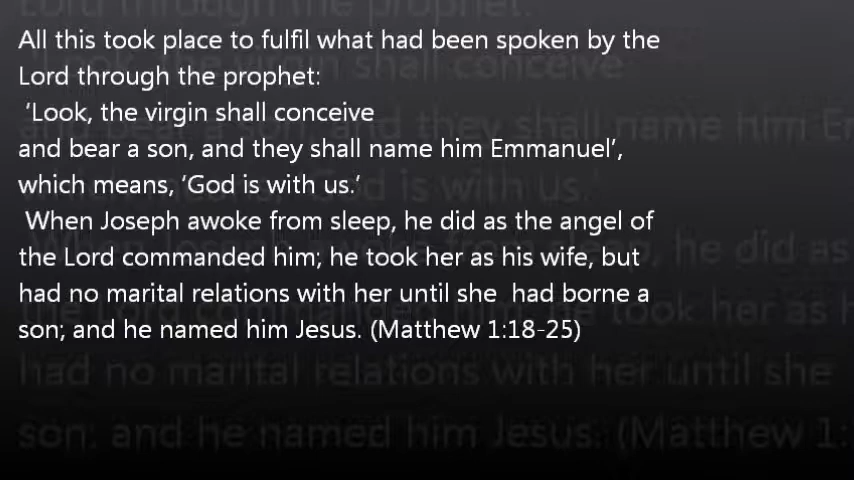 All this took place to fulfil what had been spoken by the
Lord through the prophet:
‘Look, the virgin shall conceive
and bear a son, and they shall name him Emmanuel’,
which means, ‘God is with us.’
When Joseph awoke from sleep, he did as the angel of
the Lord commanded him; he took her as his wife, but
had no marital relations with her until she  had borne a
son; and he named him Jesus. (Matthew 1:18-25)